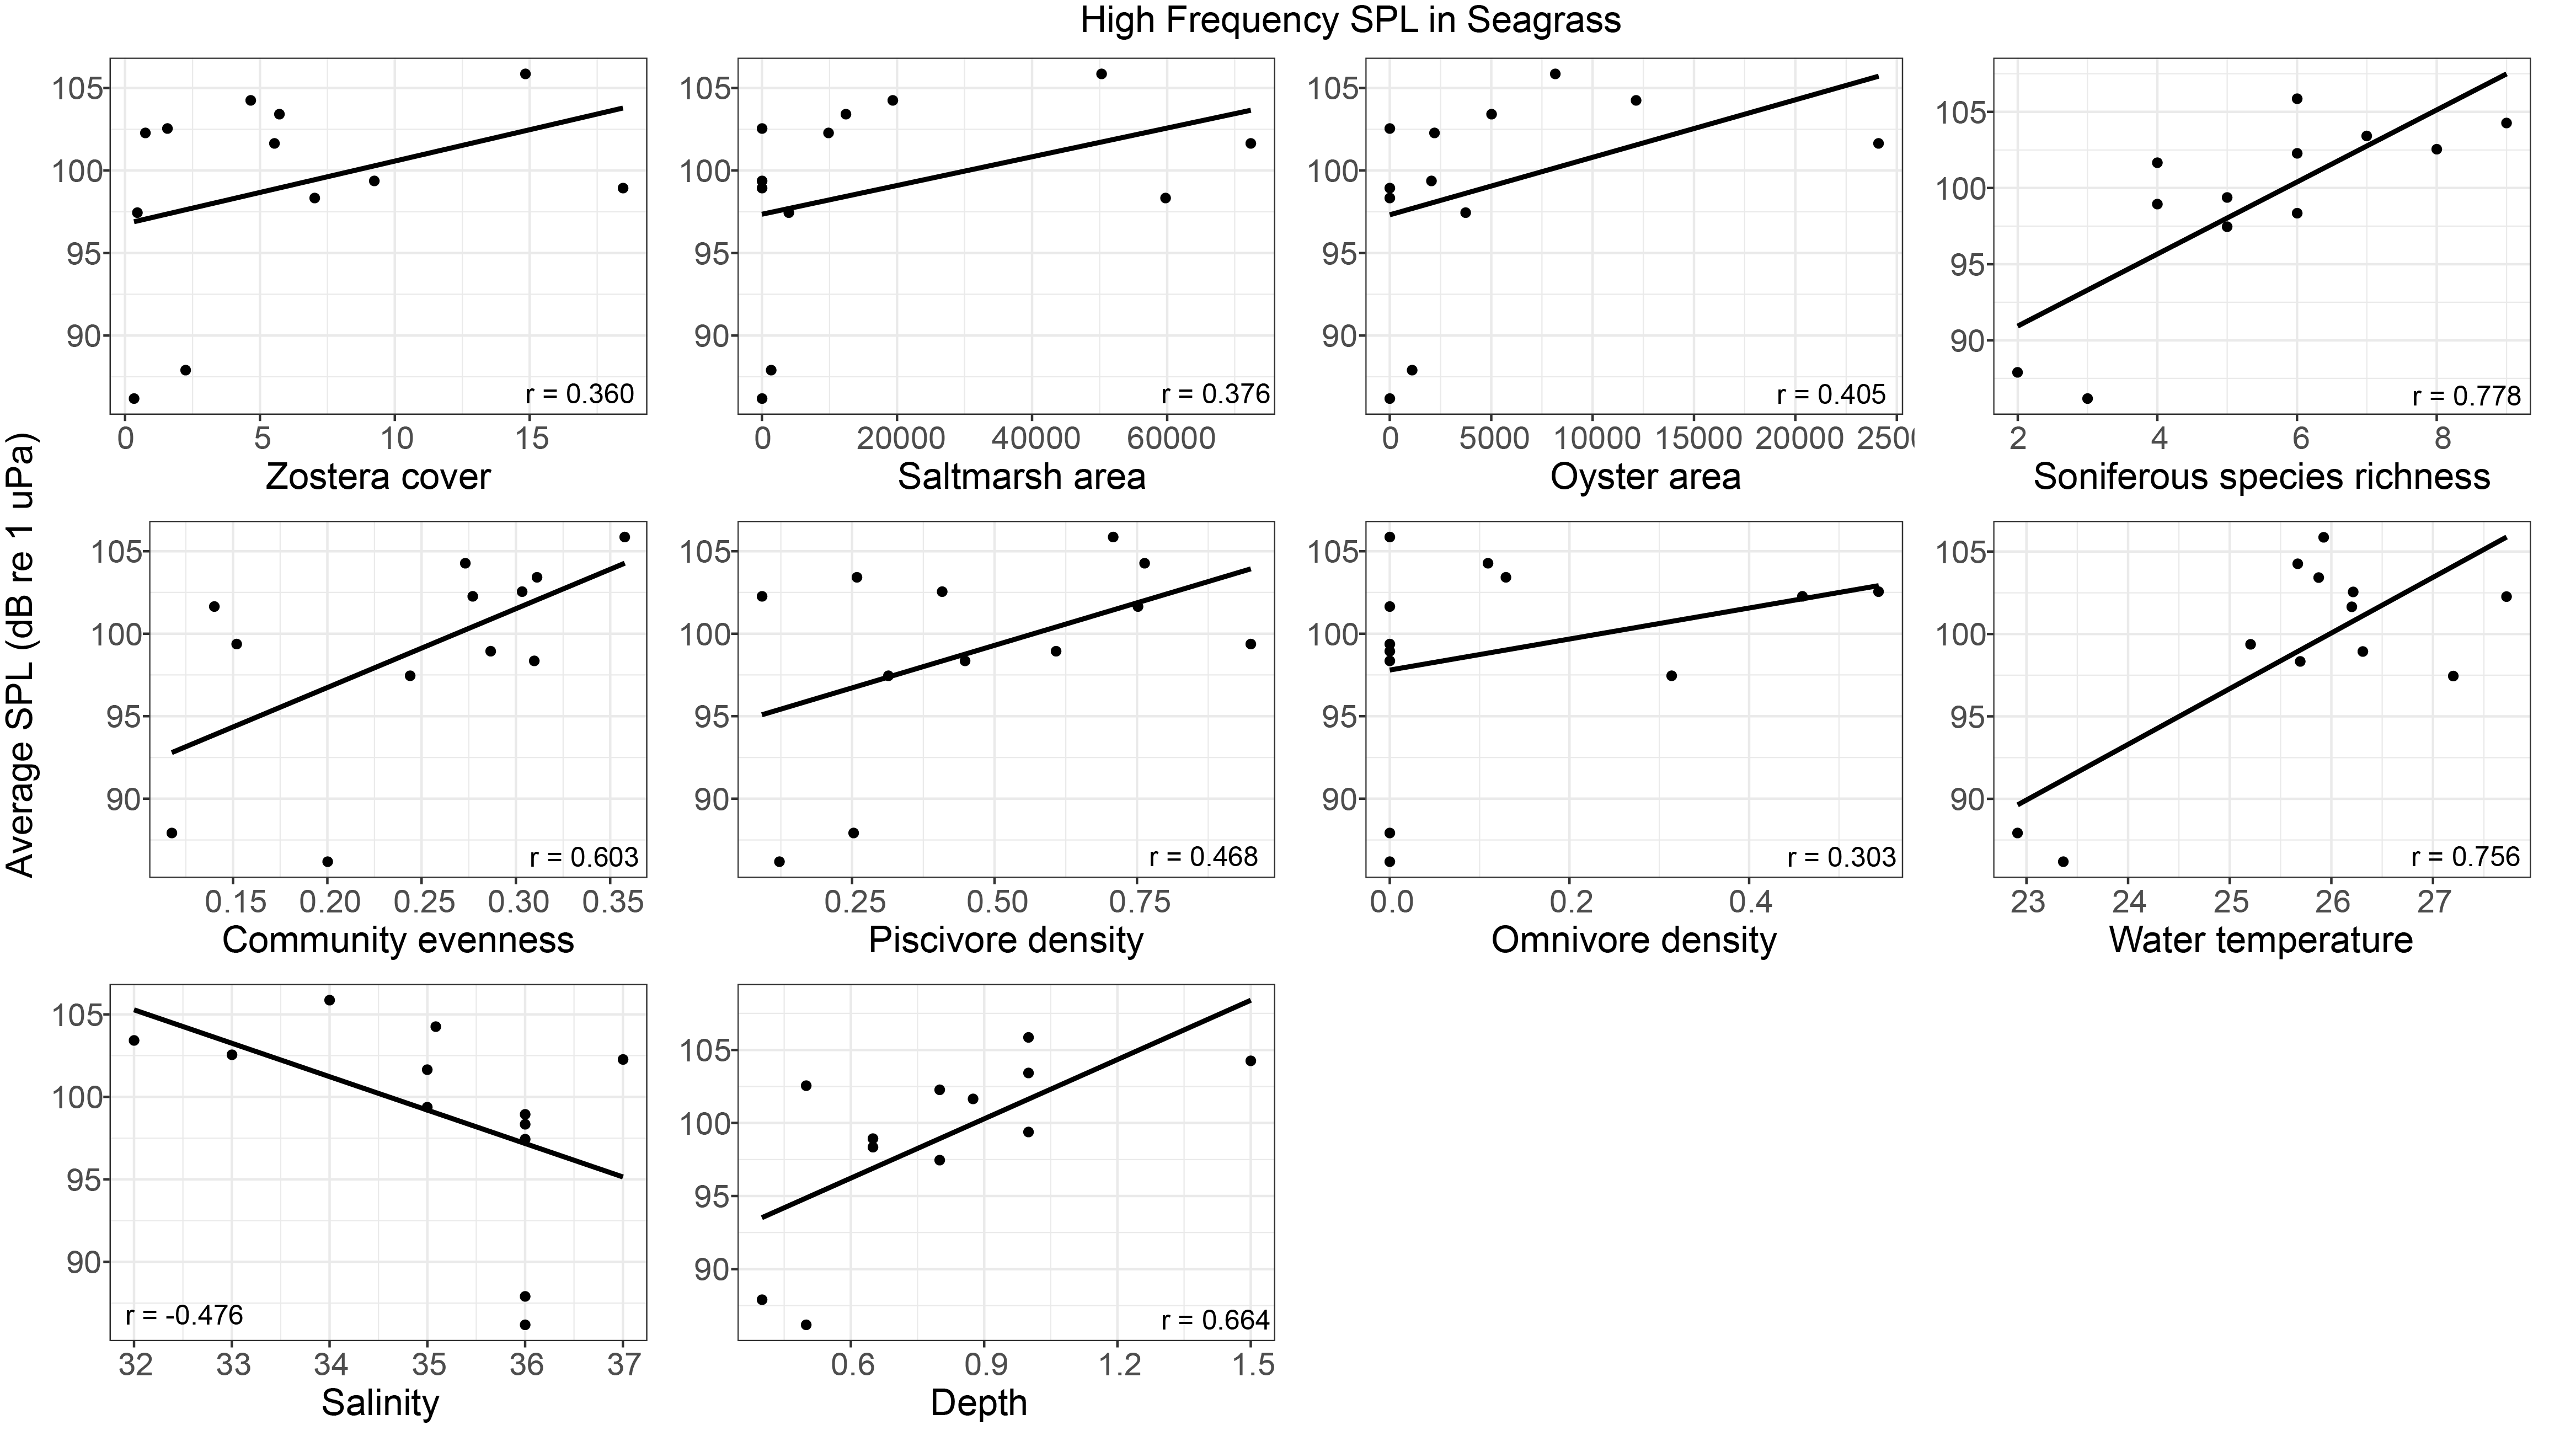 High Frequency SPL in Seagrass
Average SPL (dB re 1 uPa)
105
100
95
90
r = 0.360
0 5 10 15
Zostera cover
105
100
95
90
r = 0.376
0 20000 40000 60000
Saltmarsh area
105
100
95
90
r = 0.405
0 5000 10000 15000 20000
Oyster area
105
100
95
90
r = 0.778
2 4 6 8
Soniferous species richness
105
100
95
90
r = 0.603
0.15 0.20 0.25 0.30 0.35
Community evenness
105
100
95
90
r = 0.468
0.25 0.50 0.75
Piscivore density
105
100
95
90
r = 0.303
0.0 0.2 0.4
Omnivore density
105
100
95
90
r = 0.756
23 24 25 26 27
Water temperature
105
100
95
90
r = -0.476
32 33 34 35 36 37
Salinity
105
100
95
90
r = 0.664
0.6 0.9 1.2 1.5
Depth